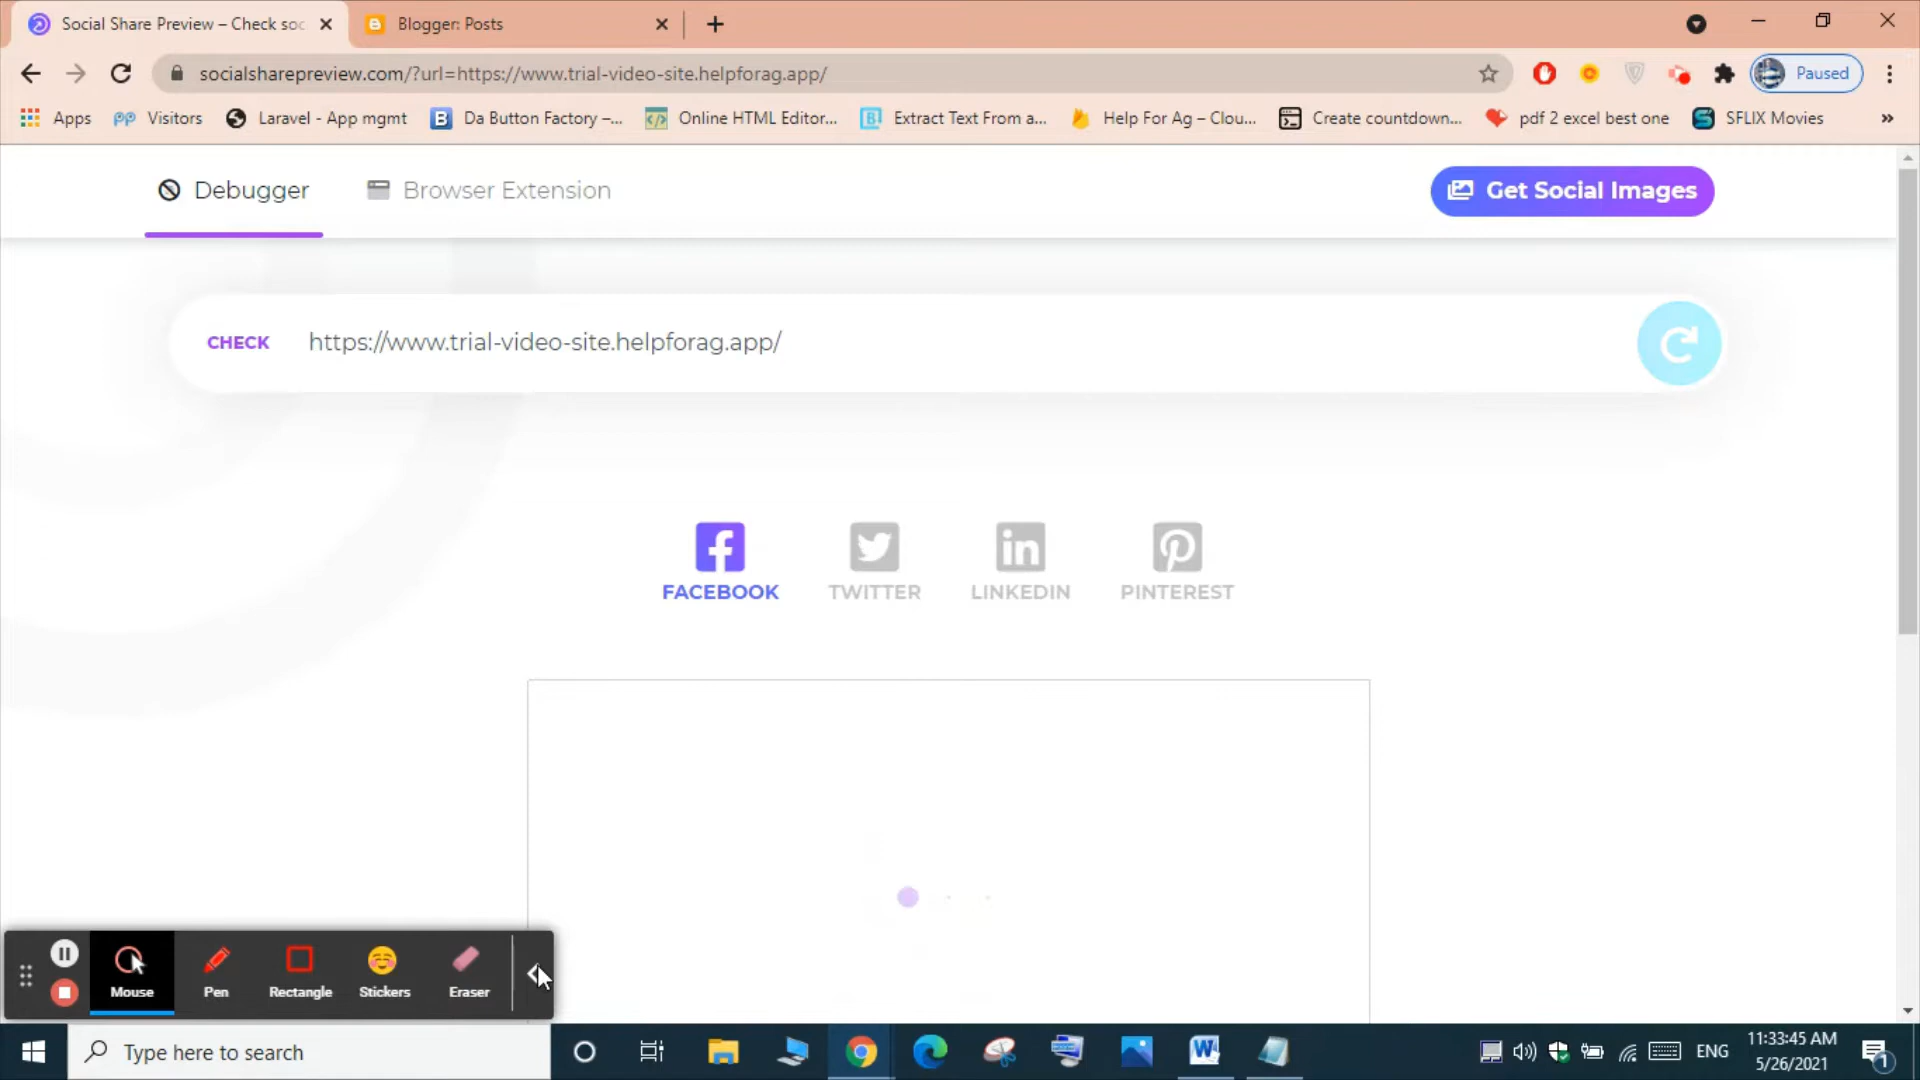 Social Share Preview – Check soc
Blogger: Posts
socialsharepreview.com/?url=https://www.trial-video-site.helpforag.app/
Paused
Apps
Visitors
Laravel - App mgmt
Da Button Factory –...
Online HTML Editor...
Extract Text From a...
Help For Ag – Clou...
Create countdown...
pdf 2 excel best one
SFLIX Movies
»
Debugger
Browser Extension
Get Social Images
CHECK
https://www.trial-video-site.helpforag.app/
FACEBOOK
TWITTER
LINKEDIN
PINTEREST
Mouse
Pen
Rectangle
Stickers
Eraser
Type here to search
ENG
11:33:45 AM
5/26/2021
1